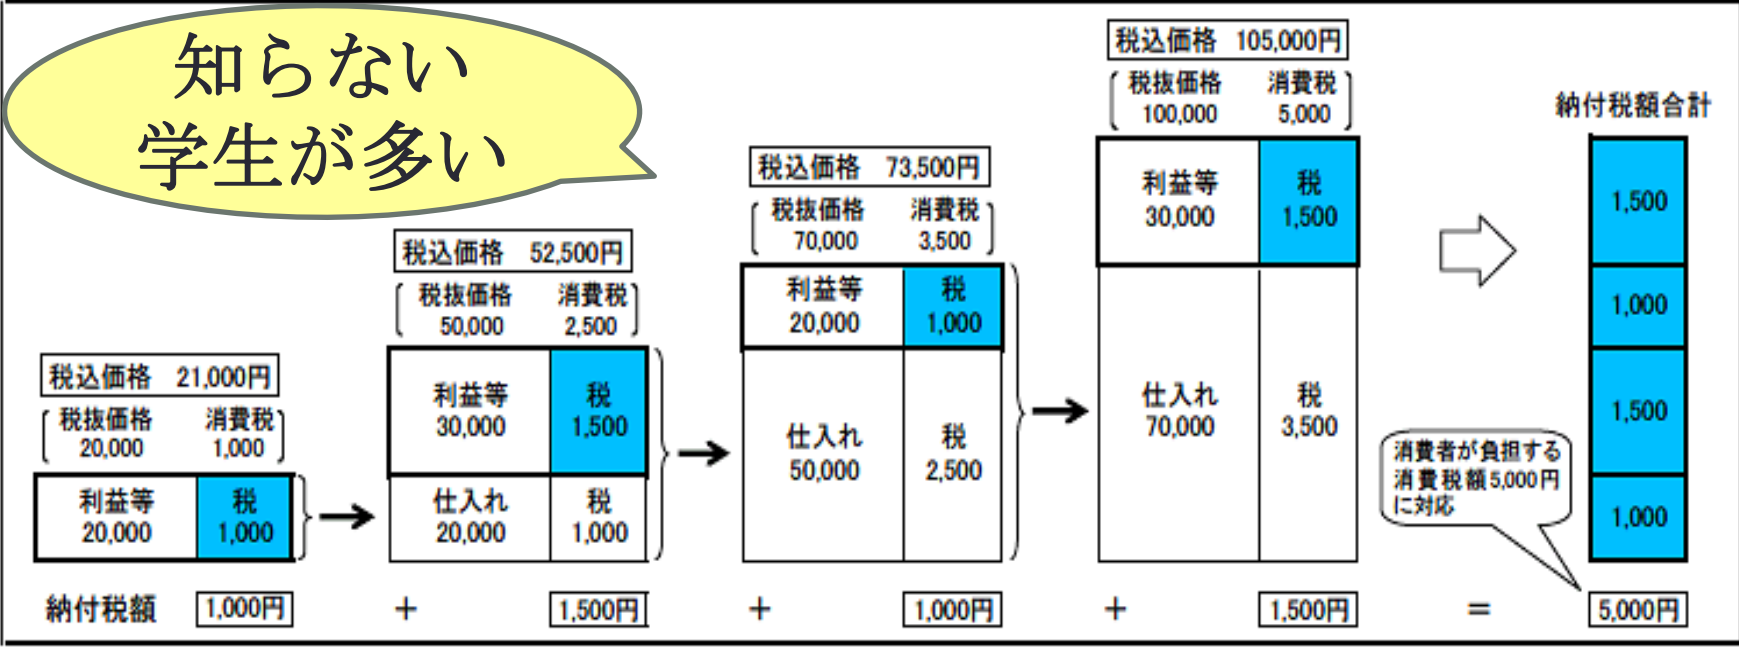 知らない
学生が多い
税込価格 21,000円
税抜価格 消費税
20,000 1,000
利益等 税
20,000 1,000
税込価格 52,500円
税抜価格 消費税
50,000 2,500
利益等 税
30,000 1,500
仕入れ 税
20,000 1,000
税込価格 73,500円
税抜価格 消費税
70,000 3,500
利益等 税
20,000 1,000
仕入れ 税
50,000 2,500
税込価格 105,000円
税抜価格 消費税
100,000 5,000
利益等 税
30,000 1,500
仕入れ 税
70,000 3,500
納付税額合計
1,500
1,000
1,500
1,000
消費者が負担する
消費税額5,000円
に対応
納付税額 1,000円 + 1,500円 + 1,000円 + 1,500円 = 5,000円